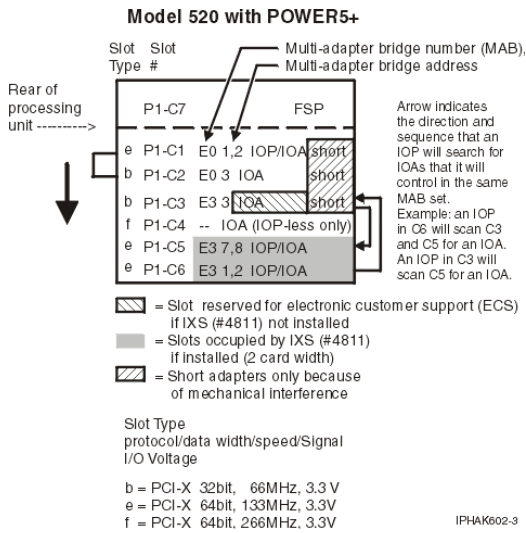 Model 520 with POWER5+
Slot Slot
Type #
Multi-adapter bridge number (MAB),
Multi-adapter bridge address
Rear of
processing
unit ---------->
P1-C7 FSP
e P1-C1 E0 1,2 IOP/IOA short
b P1-C2 E0 3 IOA short
b P1-C3 E3 3 IOA short
f P1-C4 -- IOA (IOP-less only)
e P1-C5 E3 7,8 IOP/IOA
e P1-C6 E3 1,2 IOP/IOA
Arrow indicates
the direction and
sequence that an
IOP will search for
IOAs that it will
control in the same
MAB set.
Example: an IOP
in C6 will scan C3
and C5 for an IOA.
An IOP in C3 will
scan C5 for an IOA.
= Slot reserved for electronic customer support (ECS)
if IXS (#4811) not installed
= Slots occupied by IXS (#4811)
if installed (2 card width)
= Short adapters only because
of mechanical interference
Slot Type
protocol/data width/speed/Signal
I/O Voltage
b = PCI-X 32bit, 66MHz, 3.3 V
e = PCI-X 64bit, 133MHz, 3.3V
f = PCI-X 64bit, 266MHz, 3.3V
IPHAK602-3